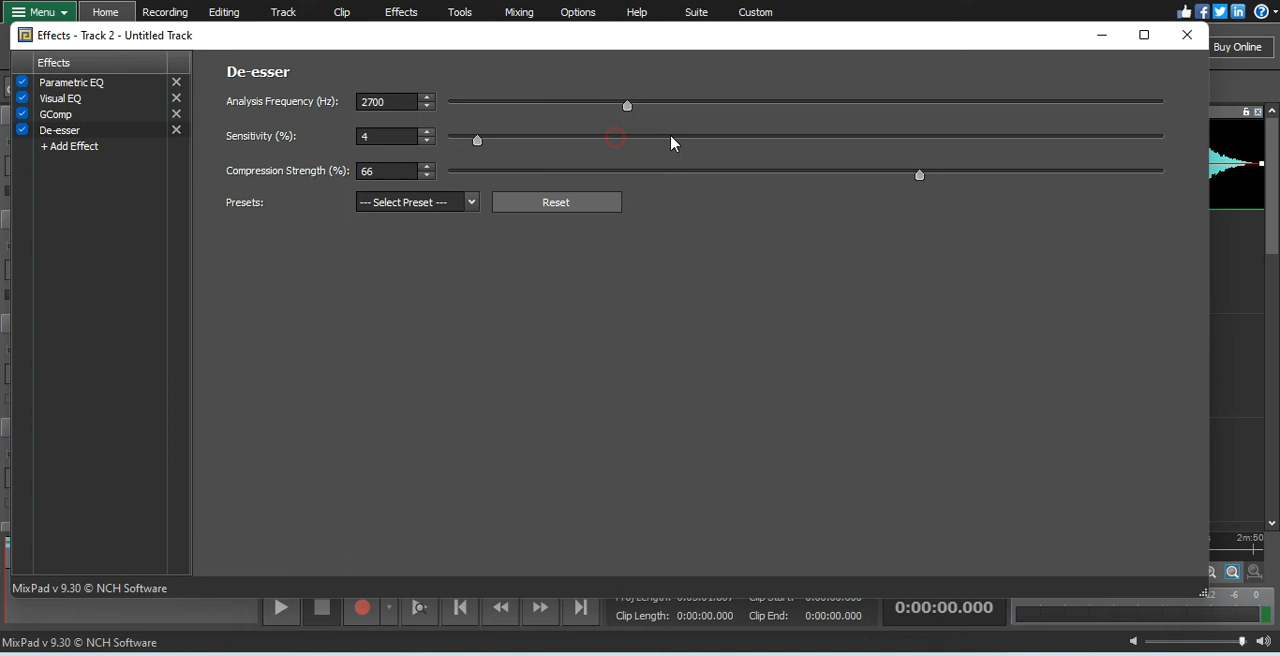 Menu Home Recording Editing Track Clip Effects Tools Mixing Options Help Suite Custom
Effects - Track 2 - Untitled Track
Buy Online
Effects
Parametric EQ
Visual EQ
GComp
De-esser
+ Add Effect
De-esser
Analysis Frequency (Hz): 2700
Sensitivity (%): 4
Compression Strength (%): 66
Presets: --- Select Preset --- Reset
2m:50
MixPad v 9.30 © NCH Software
-6 0
Clip Length: 0:00:00.000 Clip End: 0:00:00.000
0:00:00.000
MixPad v 9.30 © NCH Software